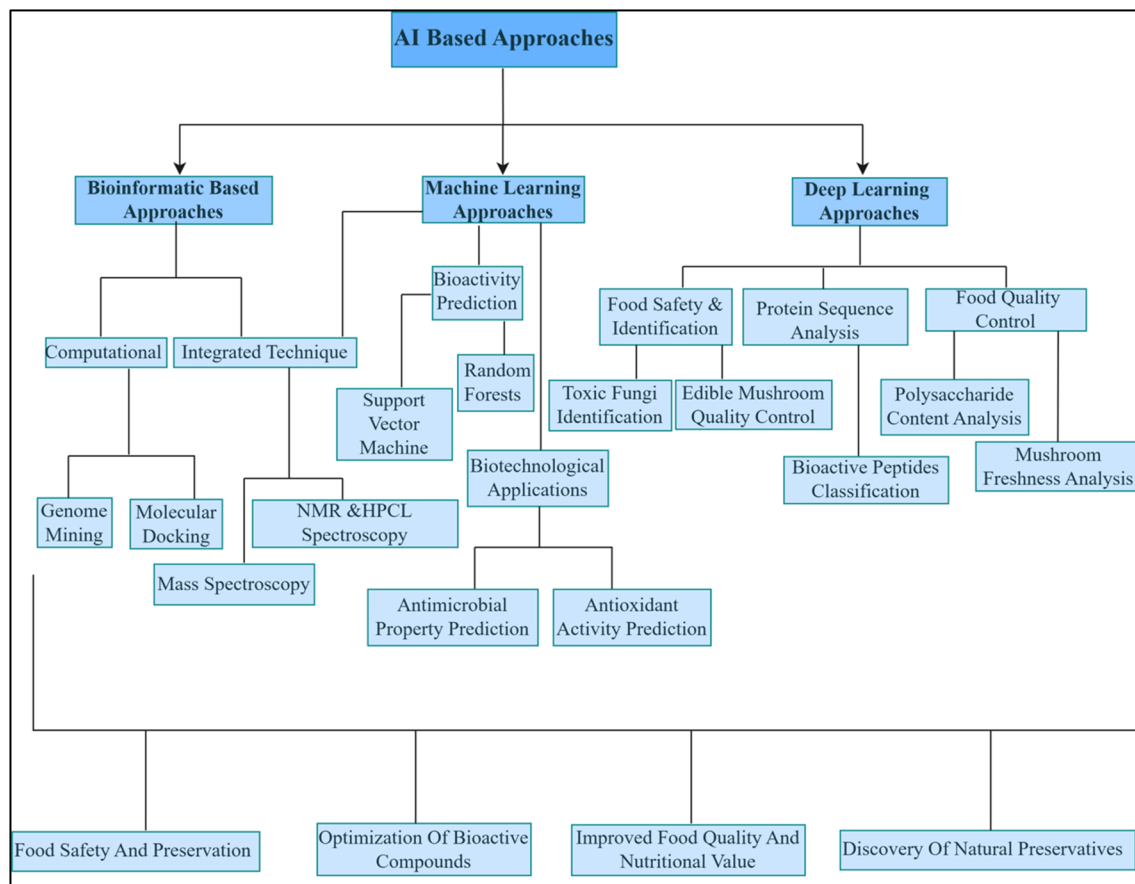 AI Based Approaches
Bioinformatic Based
Approaches
Machine Learning
Approaches
Deep Learning
Approaches
Bioactivity
Prediction
Food Safety &
Identification
Protein Sequence
Analysis
Food Quality
Control
Computational
Integrated Technique
Support
Vector
Machine
Random
Forests
Toxic Fungi
Identification
Edible Mushroom
Quality Control
Polysaccharide
Content Analysis
Biotechnological
Applications
Bioactive Peptides
Classification
Mushroom
Freshness Analysis
Genome
Mining
Molecular
Docking
NMR &HPCL
Spectroscopy
Mass Spectroscopy
Antimicrobial
Property Prediction
Antioxidant
Activity Prediction
Food Safety And Preservation
Optimization Of Bioactive
Compounds
Improved Food Quality And
Nutritional Value
Discovery Of Natural Preservatives